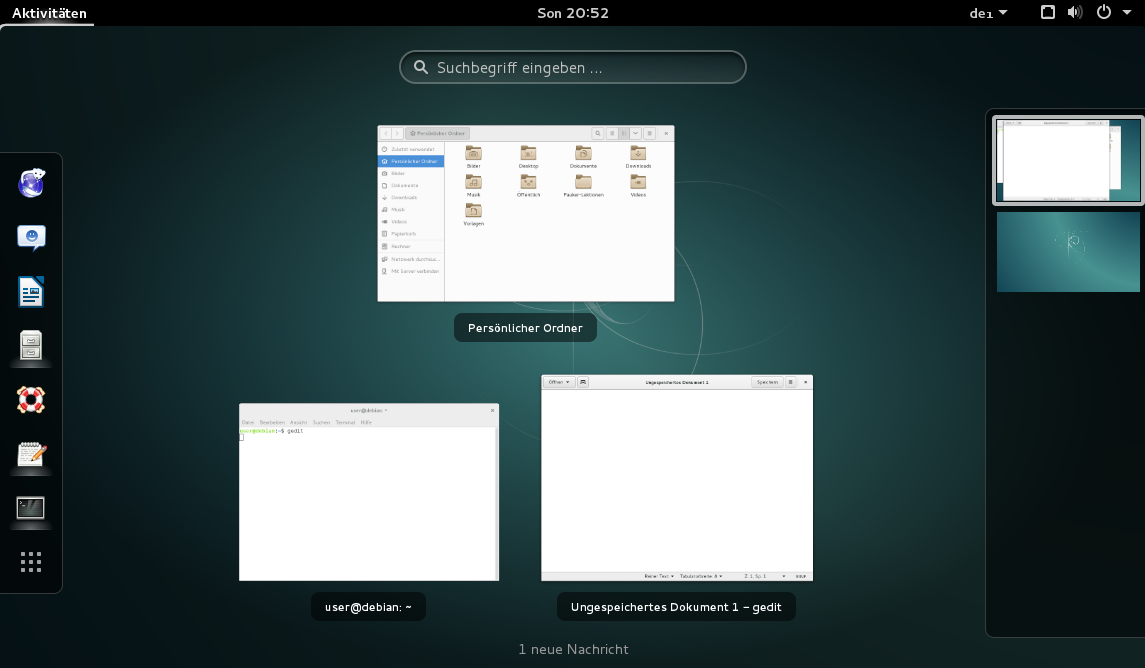 Aktivitäten
Son 20:52
de₁
Suchbegriff eingeben ...
Persönlicher Ordner
Zuletzt verwendet
Persönlicher Ordner
Bilder
Dokumente
Downloads
Musik
Videos
Papierkorb
Rechner
Netzwerk durchsu...
Mit Server verbinden
Bilder
Desktop
Dokumente
Downloads
Musik
Öffentlich
Pauker-Lektionen
Videos
Vorlagen
Persönlicher Ordner
user@debian: ~
Datei Bearbeiten Ansicht Suchen Terminal Hilfe
user@debian:~$ gedit
user@debian: ~
Öffnen
Ungespeichertes Dokument 1
Speichern
Reiner Text
Tabulatorbreite: 8
Z. 1, Sp. 1
EINF
Ungespeichertes Dokument 1 – gedit
1 neue Nachricht